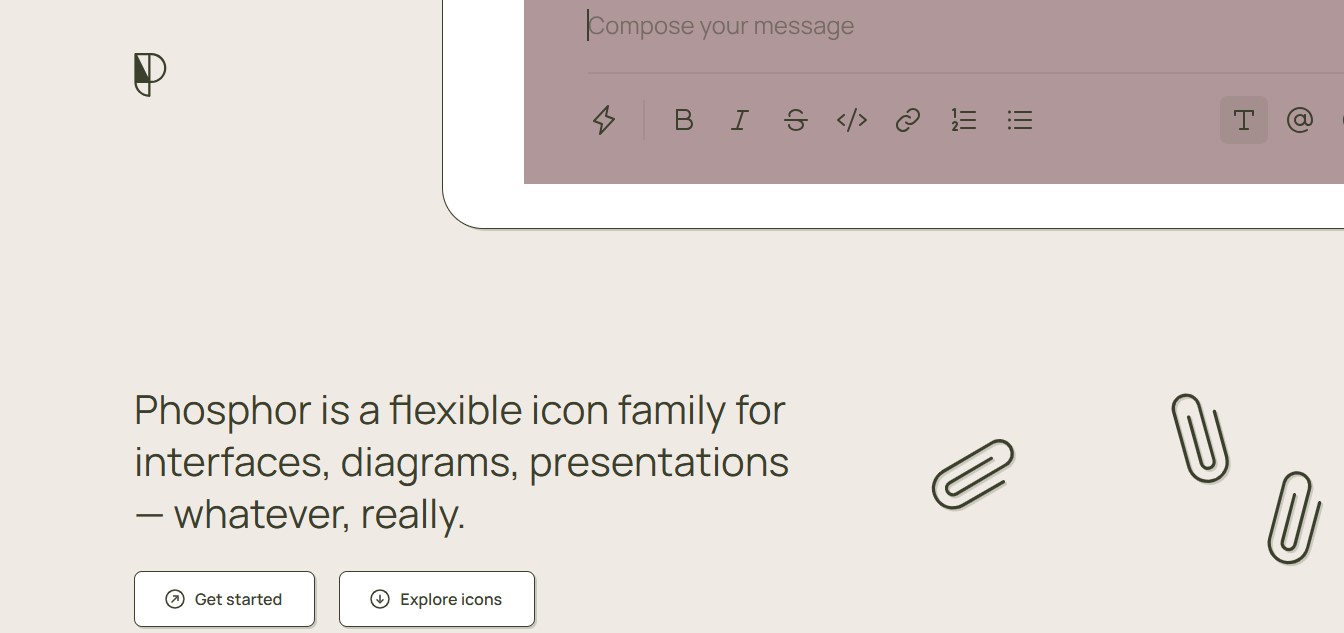 Compose your message
Phosphor is a flexible icon family for
interfaces, diagrams, presentations
— whatever, really.
Get started
Explore icons